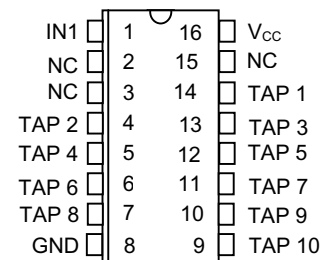 IN1 1 16 Vcc
NC 2 15 NC
NC 3 14 TAP 1
TAP 2 4 13 TAP 3
TAP 4 5 12 TAP 5
TAP 6 6 11 TAP 7
TAP 8 7 10 TAP 9
GND 8 9 TAP 10